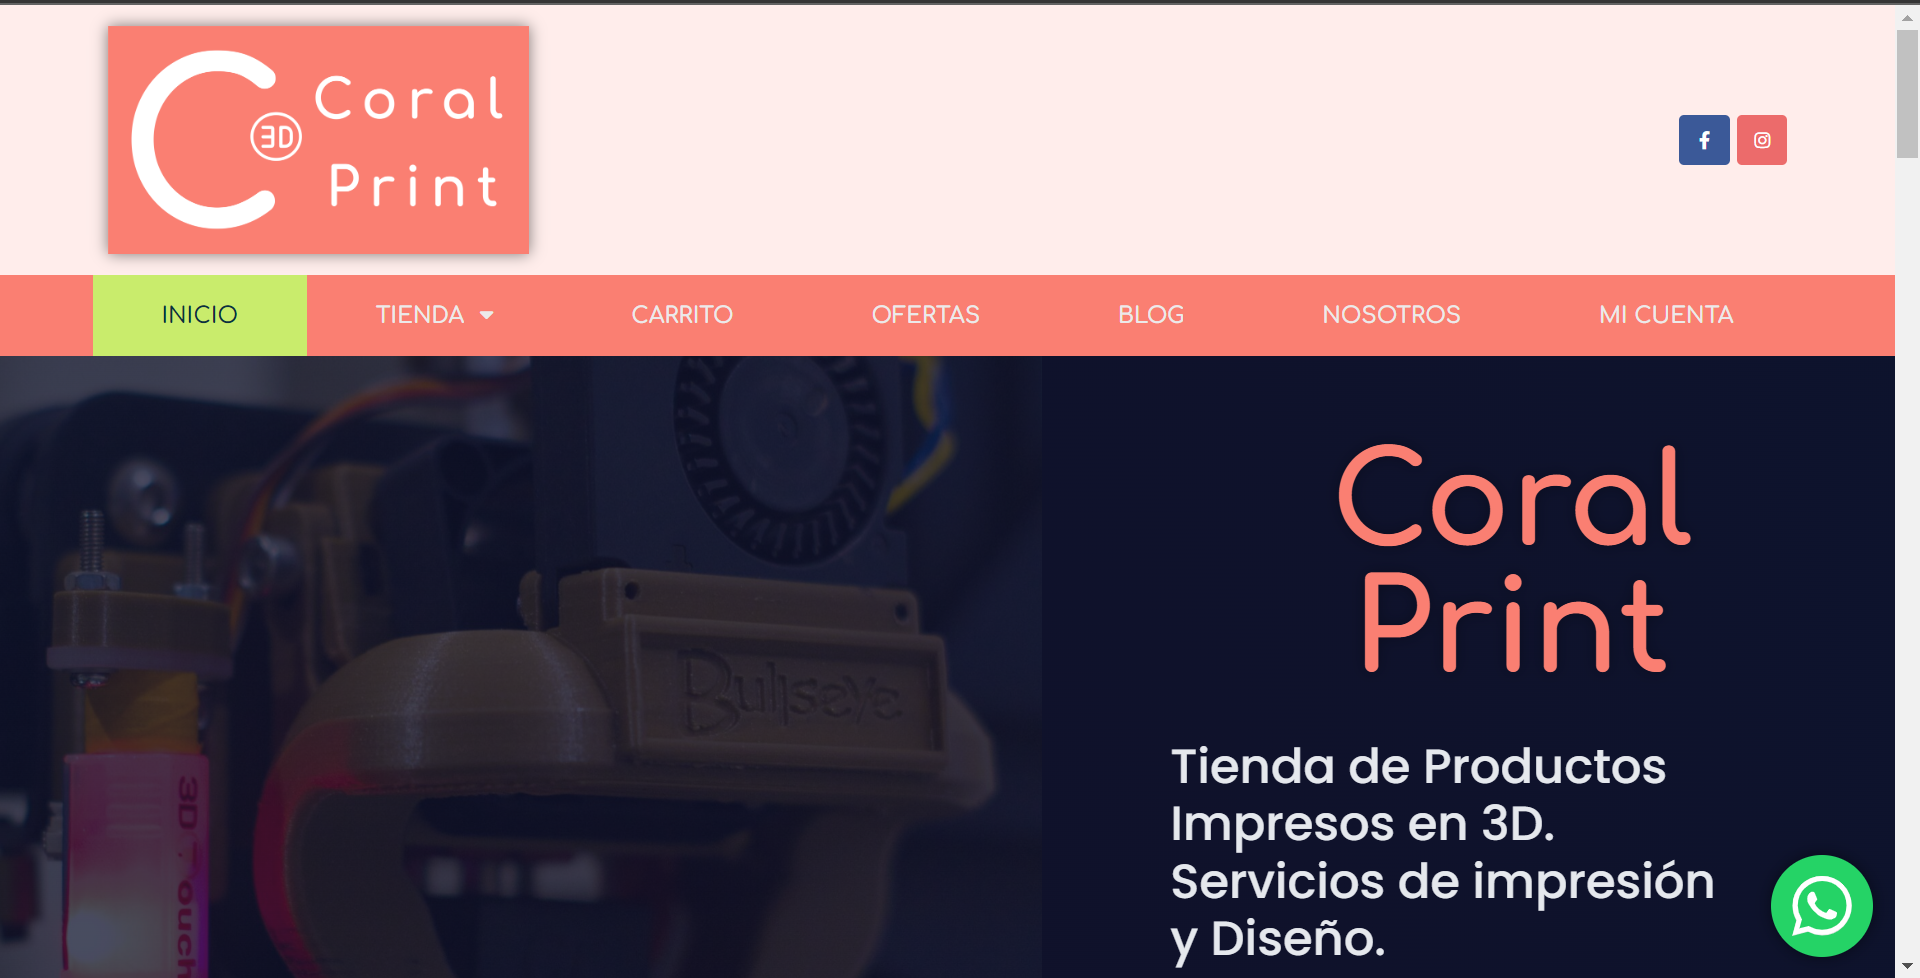 Coral
3D
Print
INICIO
TIENDA
CARRITO
OFERTAS
BLOG
NOSOTROS
MI CUENTA
Bullseye
3D Touch
Coral
Print
Tienda de Productos
Impresos en 3D.
Servicios de impresión
y Diseño.